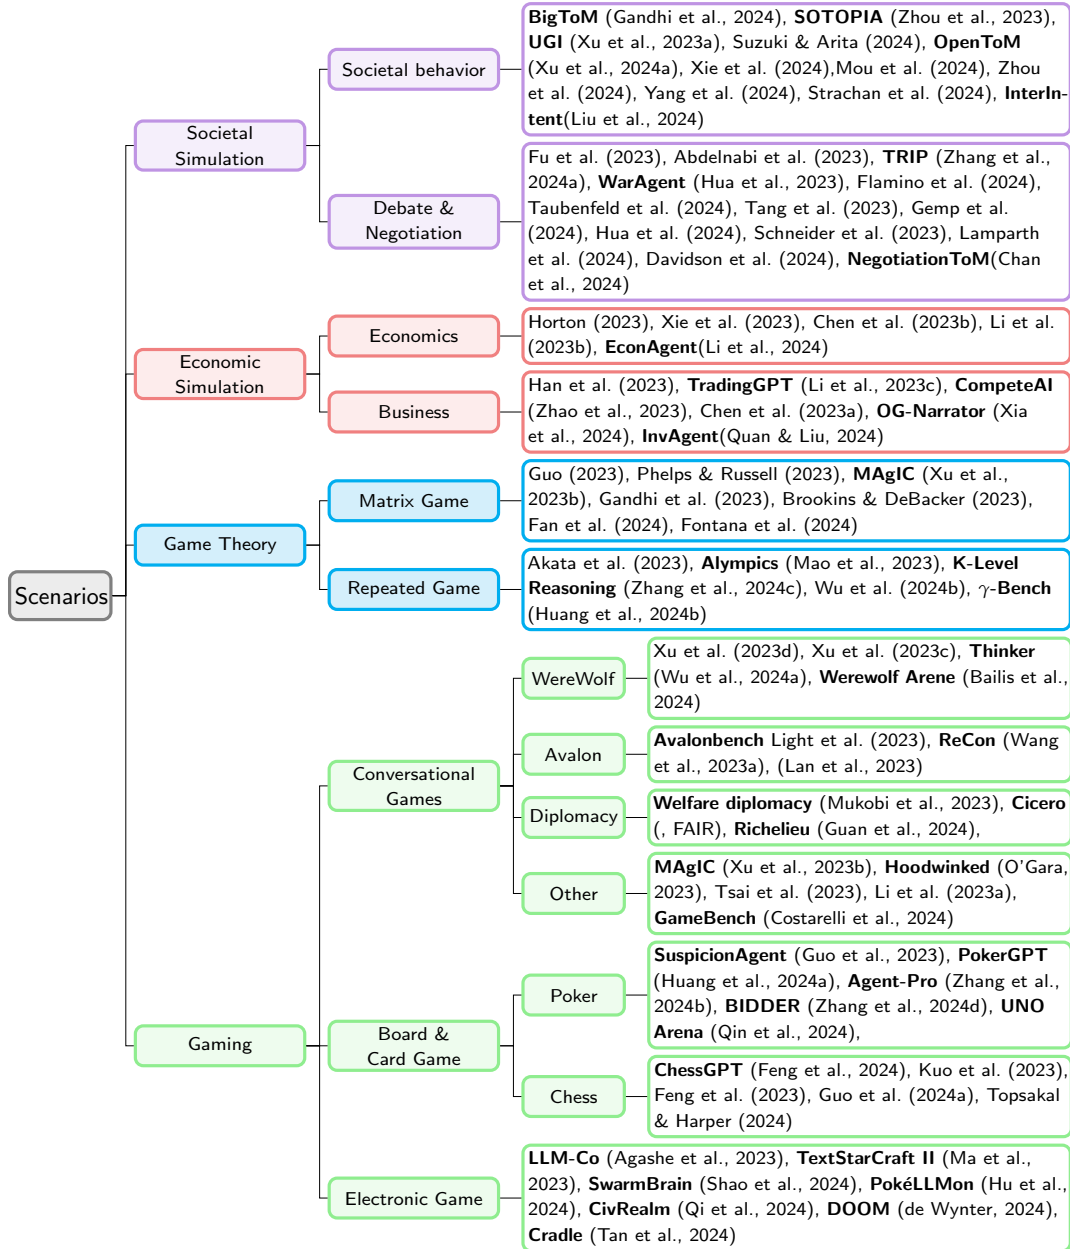 Scenarios
Societal
Simulation
Societal behavior
BigToM (Gandhi et al., 2024), SOTOPIA (Zhou et al., 2023),
UGI (Xu et al., 2023a), Suzuki & Arita (2024), OpenToM
(Xu et al., 2024a), Xie et al. (2024),Mou et al. (2024), Zhou
et al. (2024), Yang et al. (2024), Strachan et al. (2024), InterIn-
tent(Liu et al., 2024)
Debate &
Negotiation
Fu et al. (2023), Abdelnabi et al. (2023), TRIP (Zhang et al.,
2024a), WarAgent (Hua et al., 2023), Flamino et al. (2024),
Taubenfeld et al. (2024), Tang et al. (2023), Gemp et al.
(2024), Hua et al. (2024), Schneider et al. (2023), Lamparth
et al. (2024), Davidson et al. (2024), NegotiationToM(Chan
et al., 2024)
Economic
Simulation
Economics
Horton (2023), Xie et al. (2023), Chen et al. (2023b), Li et al.
(2023b), EconAgent(Li et al., 2024)
Business
Han et al. (2023), TradingGPT (Li et al., 2023c), CompeteAI
(Zhao et al., 2023), Chen et al. (2023a), OG-Narrator (Xia
et al., 2024), InvAgent(Quan & Liu, 2024)
Game Theory
Matrix Game
Guo (2023), Phelps & Russell (2023), MAgIC (Xu et al.,
2023b), Gandhi et al. (2023), Brookins & DeBacker (2023),
Fan et al. (2024), Fontana et al. (2024)
Repeated Game
Akata et al. (2023), Alympics (Mao et al., 2023), K-Level
Reasoning (Zhang et al., 2024c), Wu et al. (2024b), γ-Bench
(Huang et al., 2024b)
Gaming
Conversational
Games
WereWolf
Xu et al. (2023d), Xu et al. (2023c), Thinker
(Wu et al., 2024a), Werewolf Arene (Bailis et al.,
2024)
Avalon
Avalonbench Light et al. (2023), ReCon (Wang
et al., 2023a), (Lan et al., 2023)
Diplomacy
Welfare diplomacy (Mukobi et al., 2023), Cicero
(, FAIR), Richelieu (Guan et al., 2024),
Other
MAgIC (Xu et al., 2023b), Hoodwinked (O'Gara,
2023), Tsai et al. (2023), Li et al. (2023a),
GameBench (Costarelli et al., 2024)
Board &
Card Game
Poker
SuspicionAgent (Guo et al., 2023), PokerGPT
(Huang et al., 2024a), Agent-Pro (Zhang et al.,
2024b), BIDDER (Zhang et al., 2024d), UNO
Arena (Qin et al., 2024),
Chess
ChessGPT (Feng et al., 2024), Kuo et al. (2023),
Feng et al. (2023), Guo et al. (2024a), Topsakal
& Harper (2024)
Electronic Game
LLM-Co (Agashe et al., 2023), TextStarCraft II (Ma et al.,
2023), SwarmBrain (Shao et al., 2024), PokéLLMon (Hu et al.,
2024), CivRealm (Qi et al., 2024), DOOM (de Wynter, 2024),
Cradle (Tan et al., 2024)